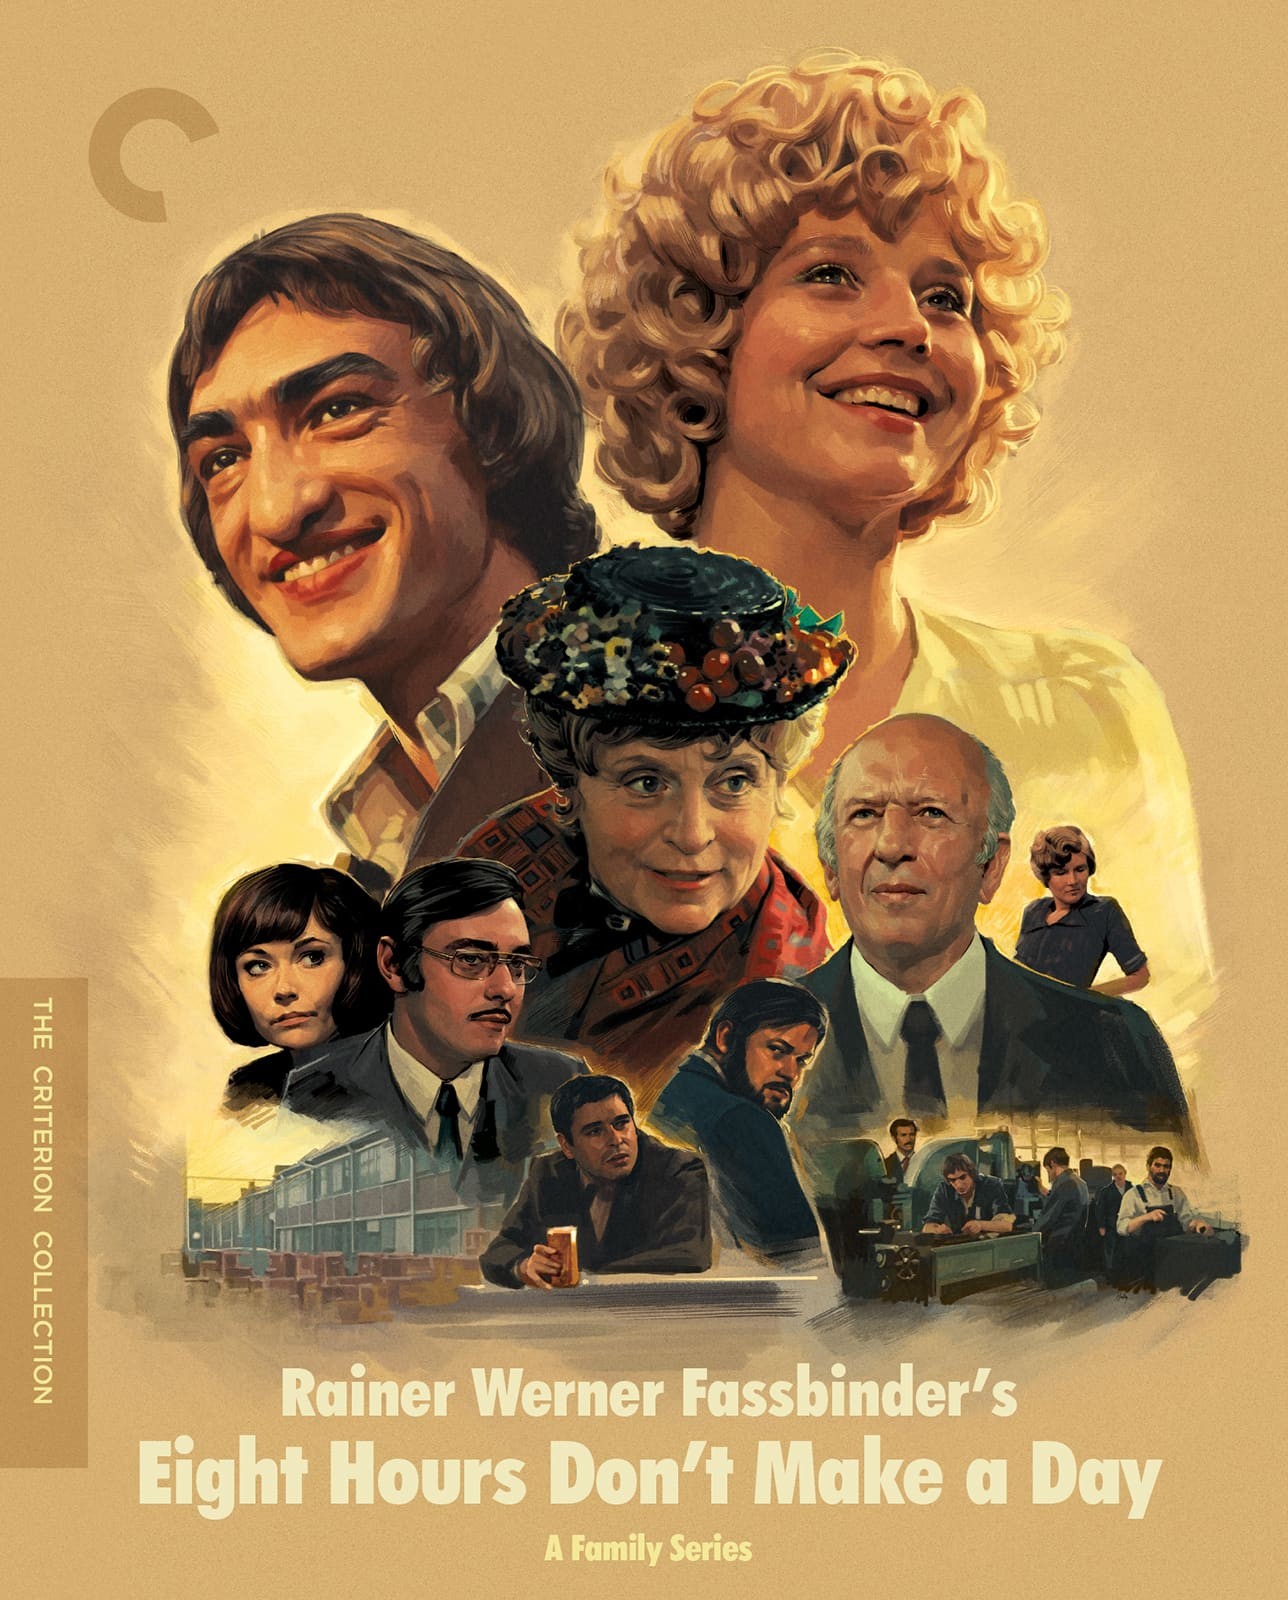 THE CRITERION COLLECTION
Rainer Werner Fassbinder’s
Eight Hours Don’t Make a Day
A Family Series